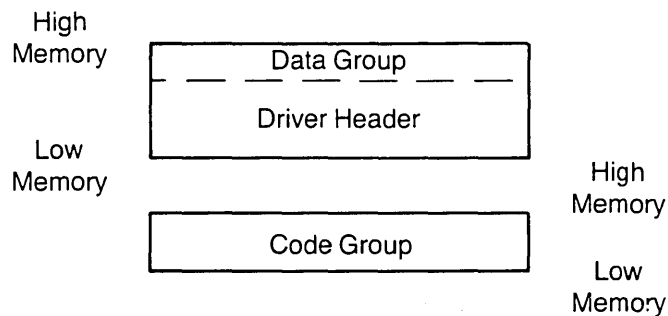 High
Memory
Data Group
Driver Header
Low
Memory
High
Memory
Code Group
Low
Memory